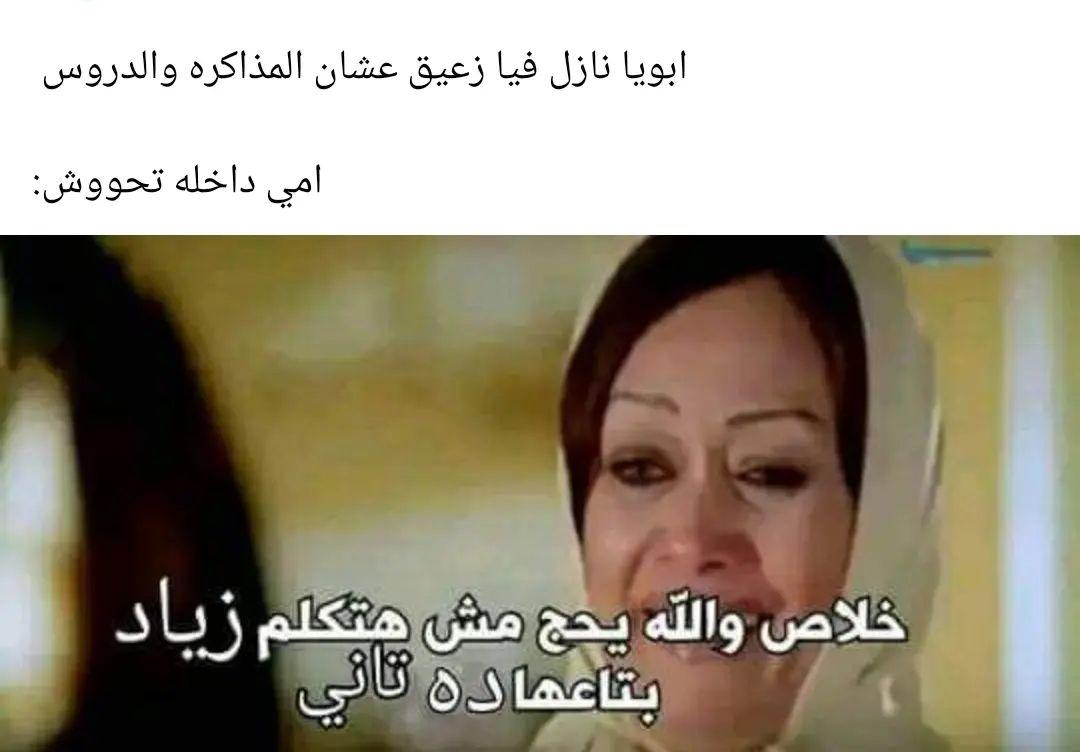 ابويا نازل فيا زعيق عشان المذاكره والدروس
امي داخله تحووش:
خلاص والله يحج مش هتكلم زياد
بتاعها ده تاني